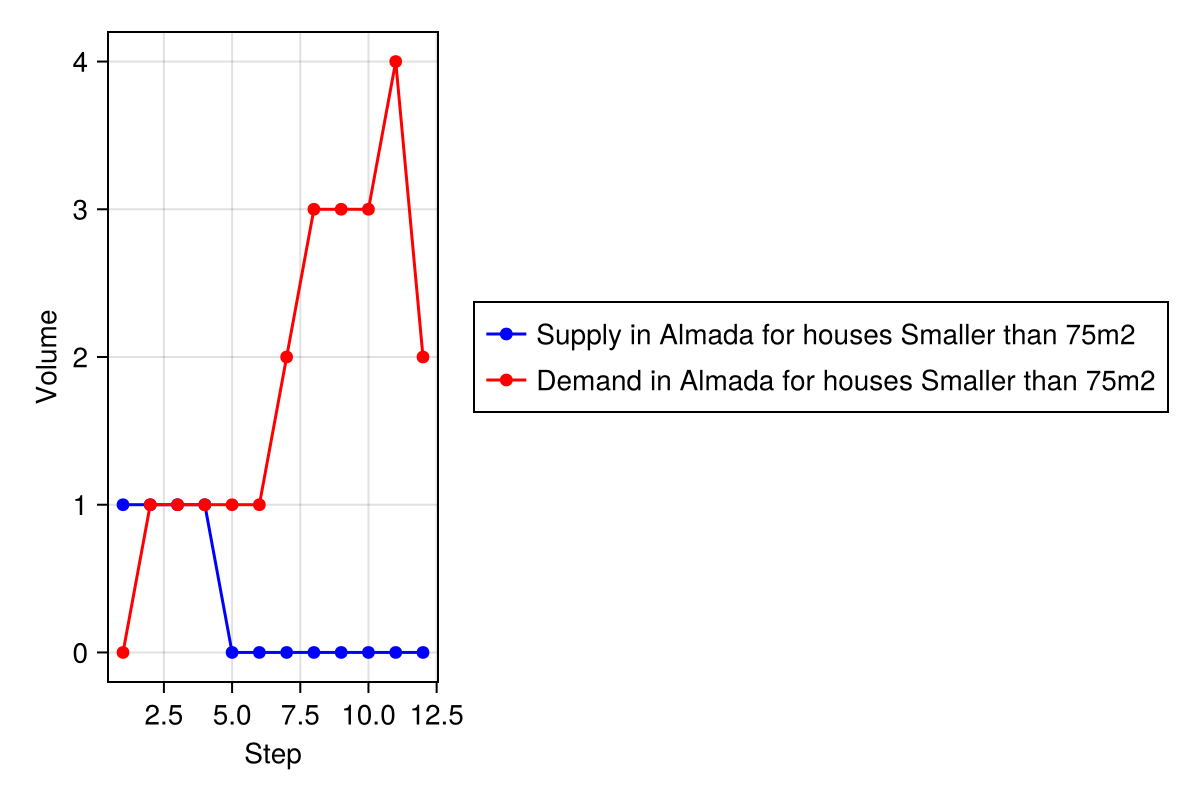 4
3
2
1
0
Volume
2.5 5.0 7.5 10.0 12.5
Step
Supply in Almada for houses Smaller than 75m2
Demand in Almada for houses Smaller than 75m2